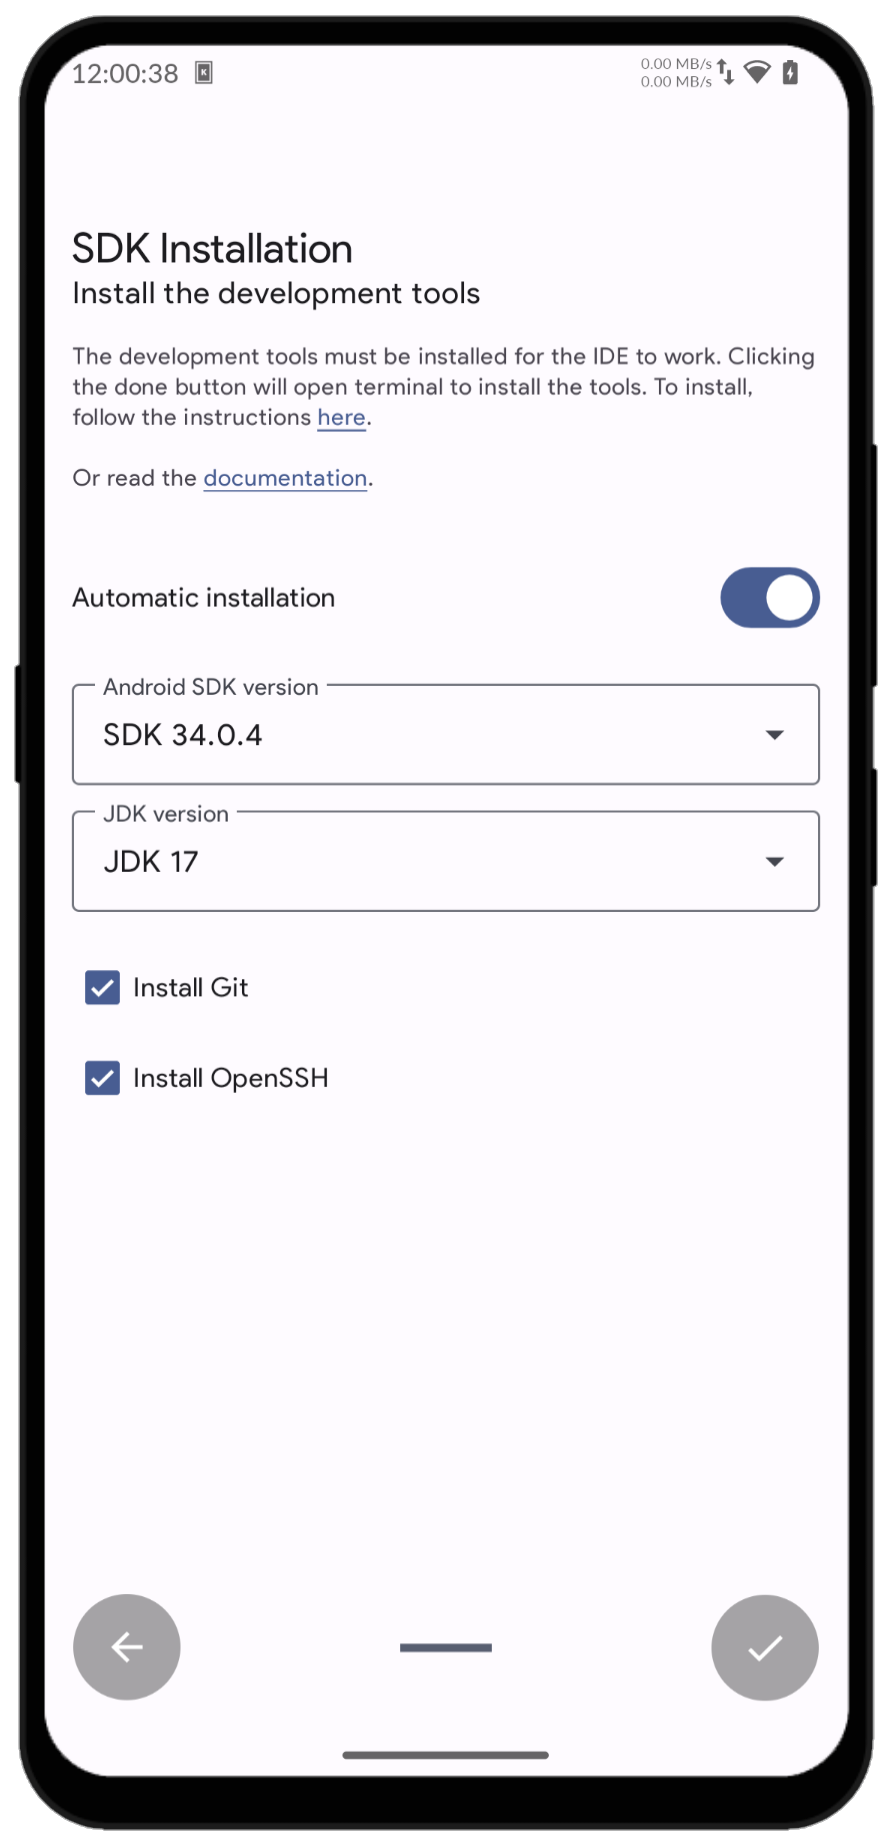 12:00:38
K
0.00 MB/s
0.00 MB/s
SDK Installation
Install the development tools
The development tools must be installed for the IDE to work. Clicking
the done button will open terminal to install the tools. To install,
follow the instructions here.
Or read the documentation.
Automatic installation
Android SDK version
SDK 34.0.4
JDK version
JDK 17
Install Git
Install OpenSSH